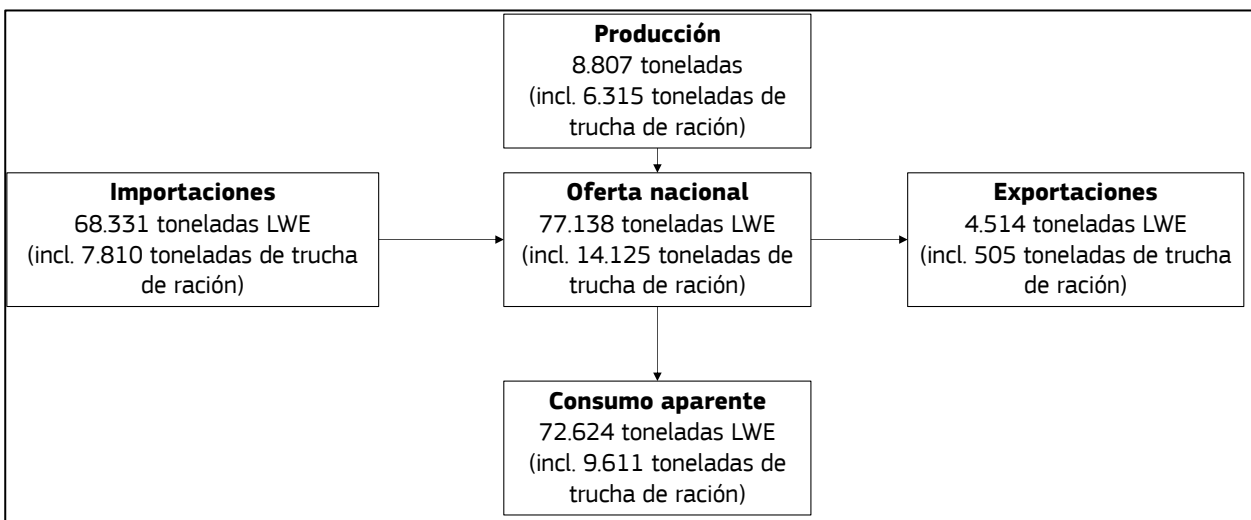 Producción
8.807 toneladas
(incl. 6.315 toneladas de
trucha de ración)
Importaciones
68.331 toneladas LWE
(incl. 7.810 toneladas de trucha
de ración)
Oferta nacional
77.138 toneladas LWE
(incl. 14.125 toneladas de
trucha de ración)
Exportaciones
4.514 toneladas LWE
(incl. 505 toneladas de trucha
de ración)
Consumo aparente
72.624 toneladas LWE
(incl. 9.611 toneladas de
trucha de ración)